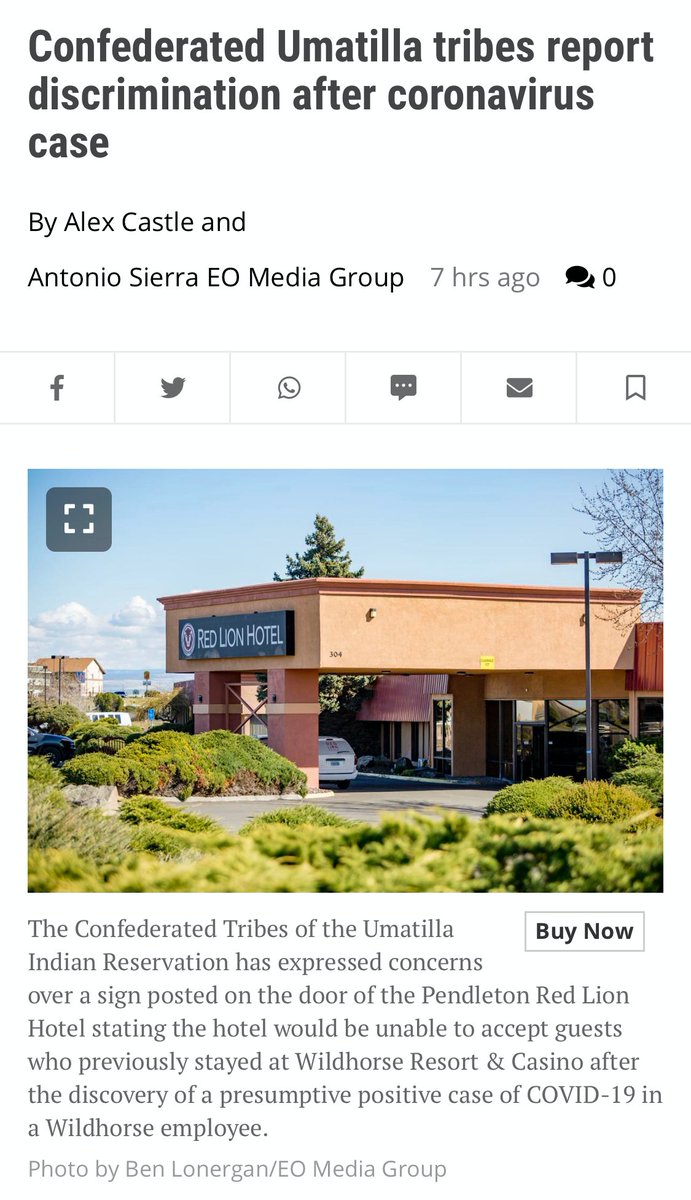 Confederated Umatilla tribes report
discrimination after coronavirus
case
By Alex Castle and
Antonio Sierra EO Media Group 7 hrs ago 0
RED LION HOTEL
304
The Confederated Tribes of the Umatilla
Buy Now
Indian Reservation has expressed concerns
over a sign posted on the door of the Pendleton Red Lion
Hotel stating the hotel would be unable to accept guests
who previously stayed at Wildhorse Resort & Casino after
the discovery of a presumptive positive case of COVID-19 in
a Wildhorse employee.
Photo by Ben Lonergan/EO Media Group